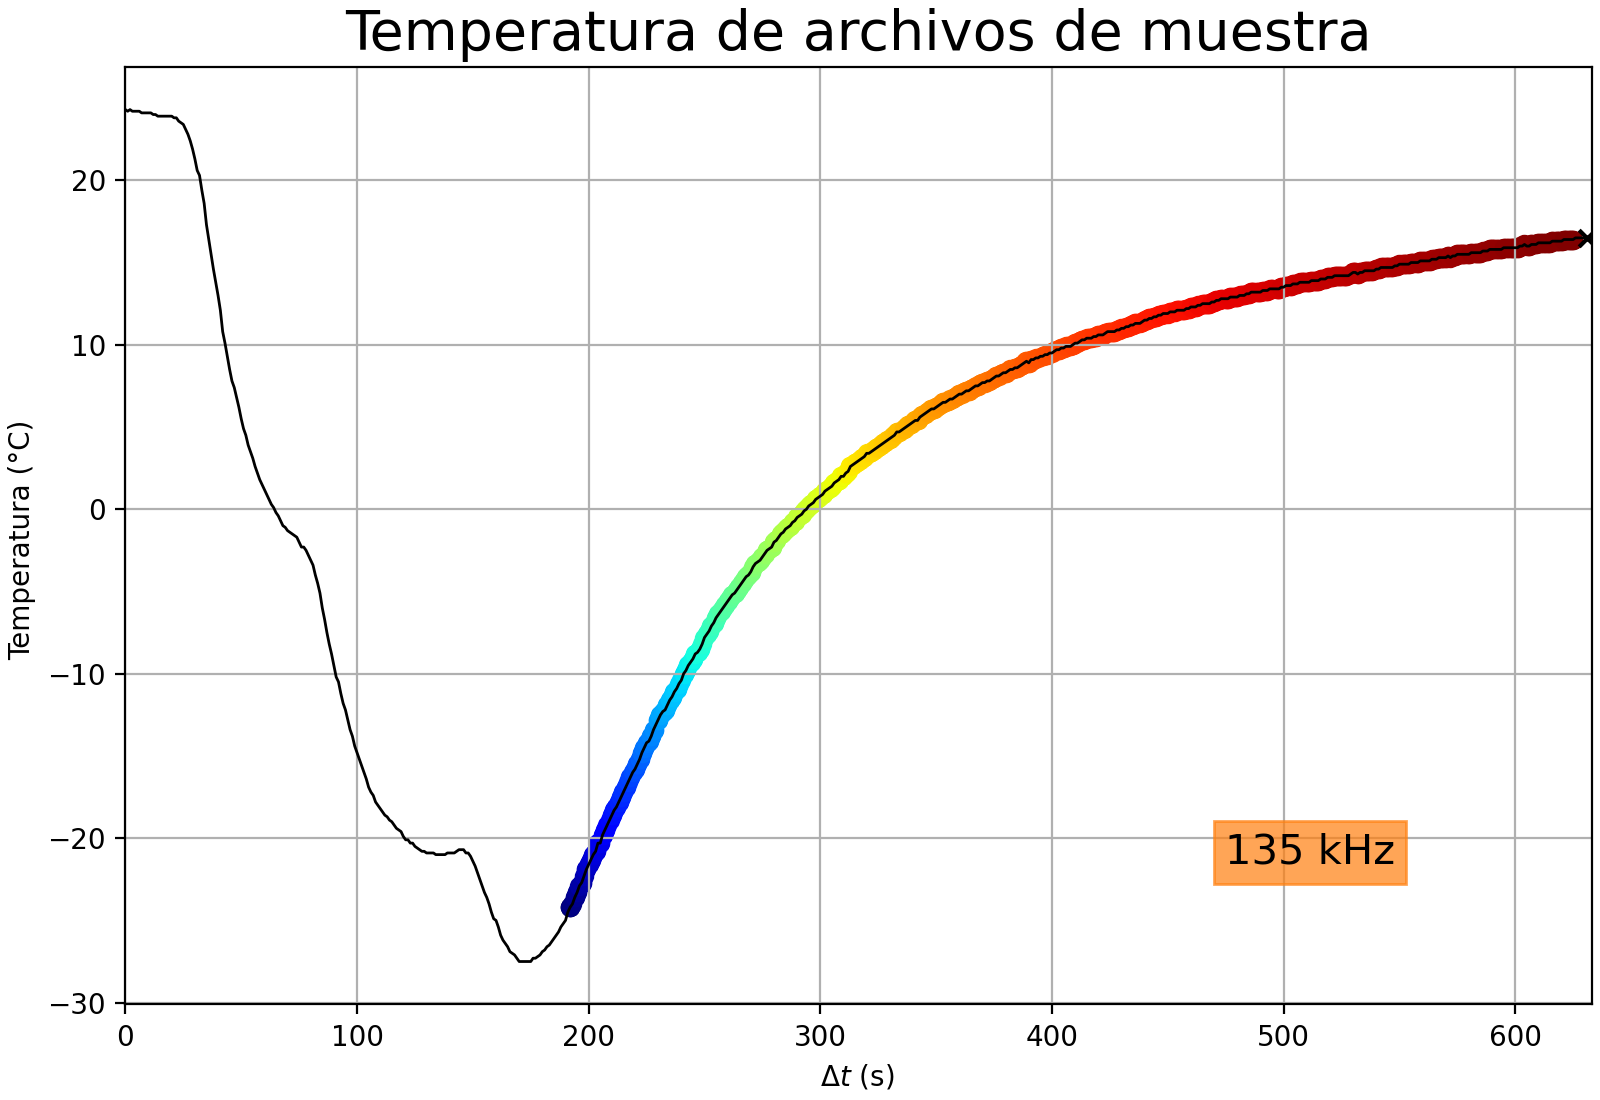 Temperatura de archivos de muestra
Temperatura (°C)
20
10
0
−10
−20
−30
135 kHz
0 100 200 300 400 500 600
Δt (s)